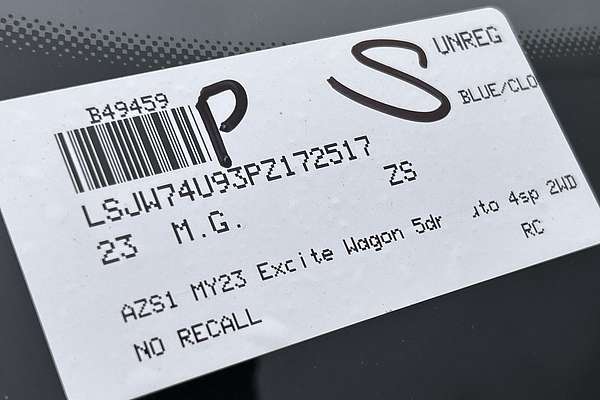 P S UNREG
B49459 BLUE/CLO
LSJW74U93PZ172517
23 M.G. ZS
AZS1 MY23 Excite Wagon 5dr uto 4sp 2WD
NO RECALL RC